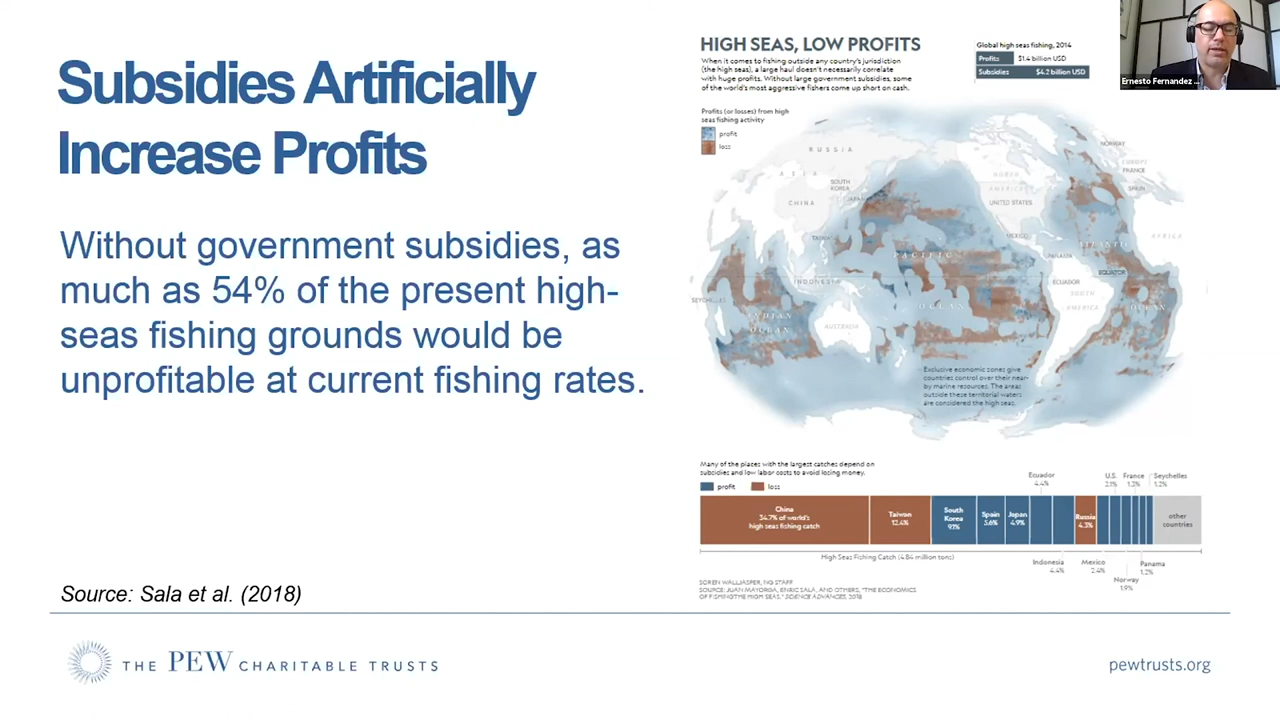 Subsidies Artificially
Increase Profits
Without government subsidies, as
much as 54% of the present high-
seas fishing grounds would be
unprofitable at current fishing rates.
Source: Sala et al. (2018)
THE PEW CHARITABLE TRUSTS
pewtrusts.org
HIGH SEAS, LOW PROFITS
When it comes to fishing outside any country's jurisdiction
(the high seas), a large haul doesn't necessarily correlate
with huge profits. Without large government subsidies, some
of the world's most aggressive fishers come up short on cash.
Global high seas fishing, 2014
Profits $1.4 billion USD
Subsidies $4.2 billion USD
Ernesto Fernandez ...
Profits (or losses) from high
seas fishing activity
profit
loss
RUSSIA
ASIA
SOUTH
KOREA
JAPAN
CHINA
TAIWAN
INDONESIA
SEYCHELLES
INDIAN
OCEAN
AUSTRALIA
PACIFIC
OCEAN
NORTH
AMERICA
UNITED STATES
MEXICO
PANAMA
ECUADOR
SOUTH
AMERICA
NORWAY
EUROPE
FRANCE
SPAIN
ATLANTIC
AFRICA
EQUATOR
OCEAN
Exclusive economic zones give
countries control over their near-
by marine resources. The areas
outside these territorial waters
are considered the high seas.
Many of the places with the largest catches depend on
subsidies and low labor costs to avoid losing money.
profit loss
Ecuador
4.4%
U.S.
2.1%
France
1.3%
Seychelles
1.2%
China
34.7% of world's
high seas fishing catch
Taiwan
12.4%
South
Korea
9.1%
Spain
5.6%
Japan
4.9%
Russia
4.3%
other
countries
High Seas Fishing Catch (4.84 million tons)
Indonesia
4.4%
Mexico
2.4%
Norway
1.9%
Panama
1.2%
SOREN WALLJASPER, NG STAFF
SOURCE: JUAN MAYORGA, ENRIC SALA, AND OTHERS, "THE ECONOMICS
OF FISHING THE HIGH SEAS," SCIENCE ADVANCES, 2018